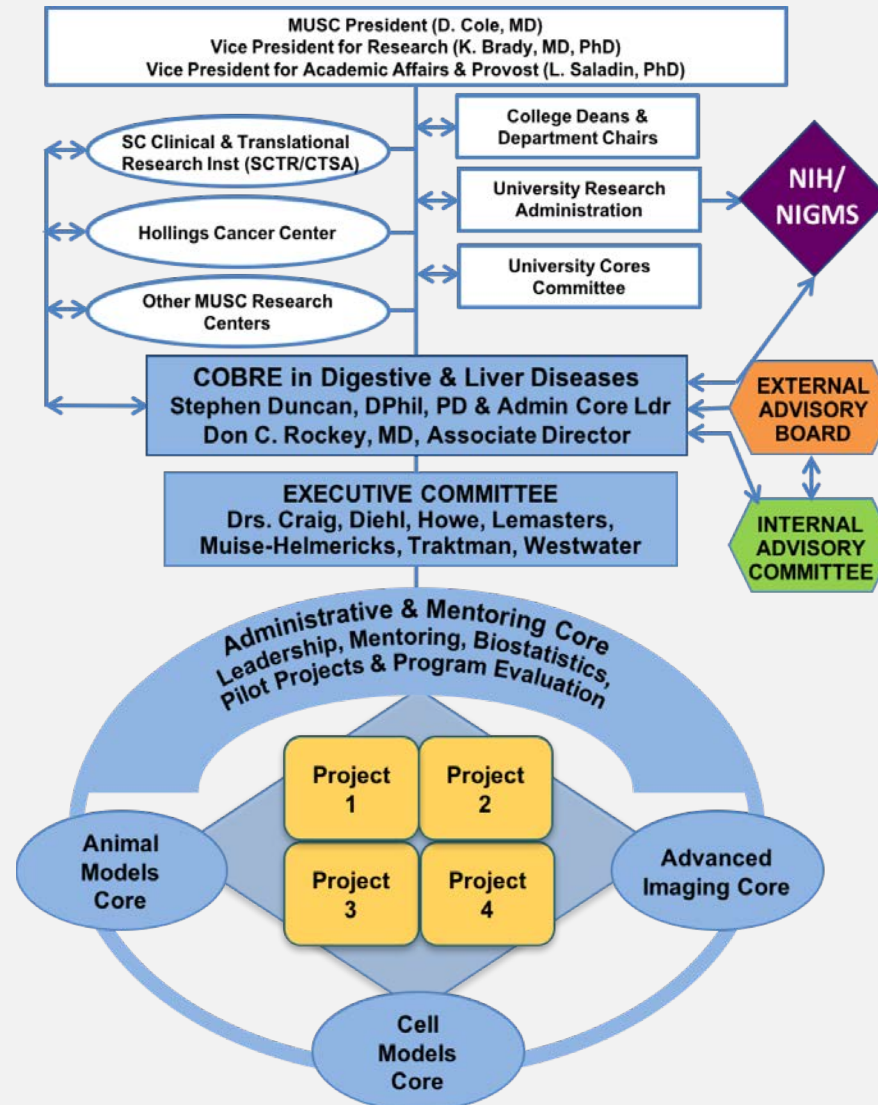 MUSC President (D. Cole, MD)
Vice President for Research (K. Brady, MD, PhD)
Vice President for Academic Affairs & Provost (L. Saladin, PhD)
SC Clinical & Translational
Research Inst (SCTR/CTSA)
College Deans &
Department Chairs
Hollings Cancer Center
University Research
Administration
NIH/
NIGMS
Other MUSC Research
Centers
University Cores
Committee
COBRE in Digestive & Liver Diseases
Stephen Duncan, DPhil, PD & Admin Core Ldr
Don C. Rockey, MD, Associate Director
EXTERNAL
ADVISORY
BOARD
EXECUTIVE COMMITTEE
Drs. Craig, Diehl, Howe, Lemasters,
Muise-Helmericks, Traktman, Westwater
INTERNAL
ADVISORY
COMMITTEE
Administrative & Mentoring Core
Leadership, Mentoring, Biostatistics,
Pilot Projects & Program Evaluation
Project
1
Project
2
Project
3
Project
4
Animal
Models
Core
Advanced
Imaging Core
Cell
Models
Core